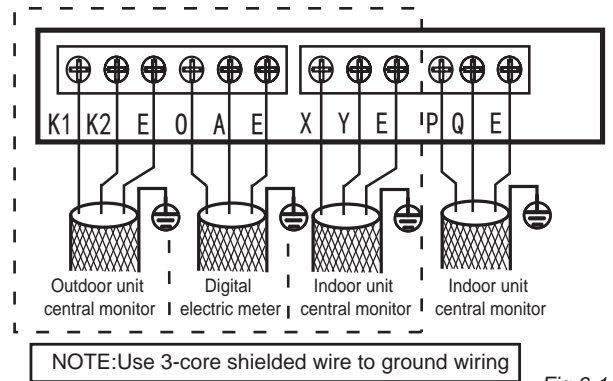 K1 K2 E O A E X Y E P Q E
Outdoor unit central monitor
Digital electric meter
Indoor unit central monitor
Indoor unit central monitor
NOTE:Use 3-core shielded wire to ground wiring